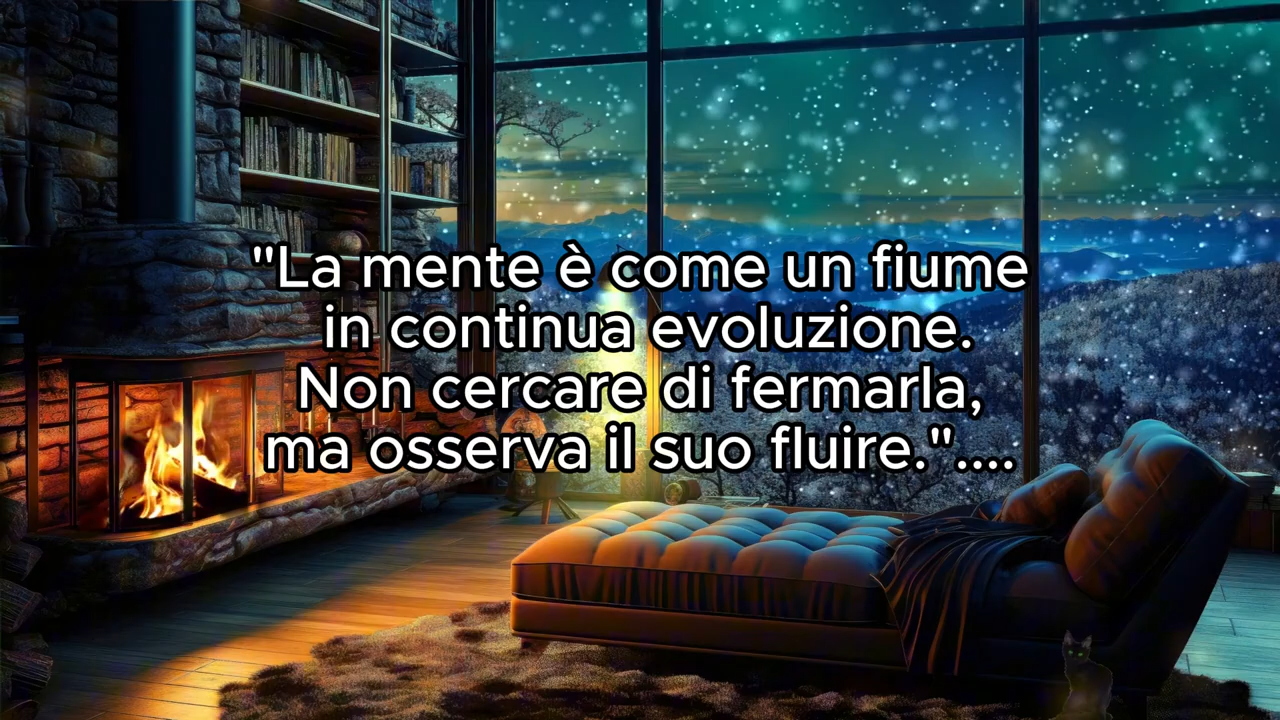 "La mente è come un fiume
in continua evoluzione.
Non cercare di fermarla,
ma osserva il suo fluire."....